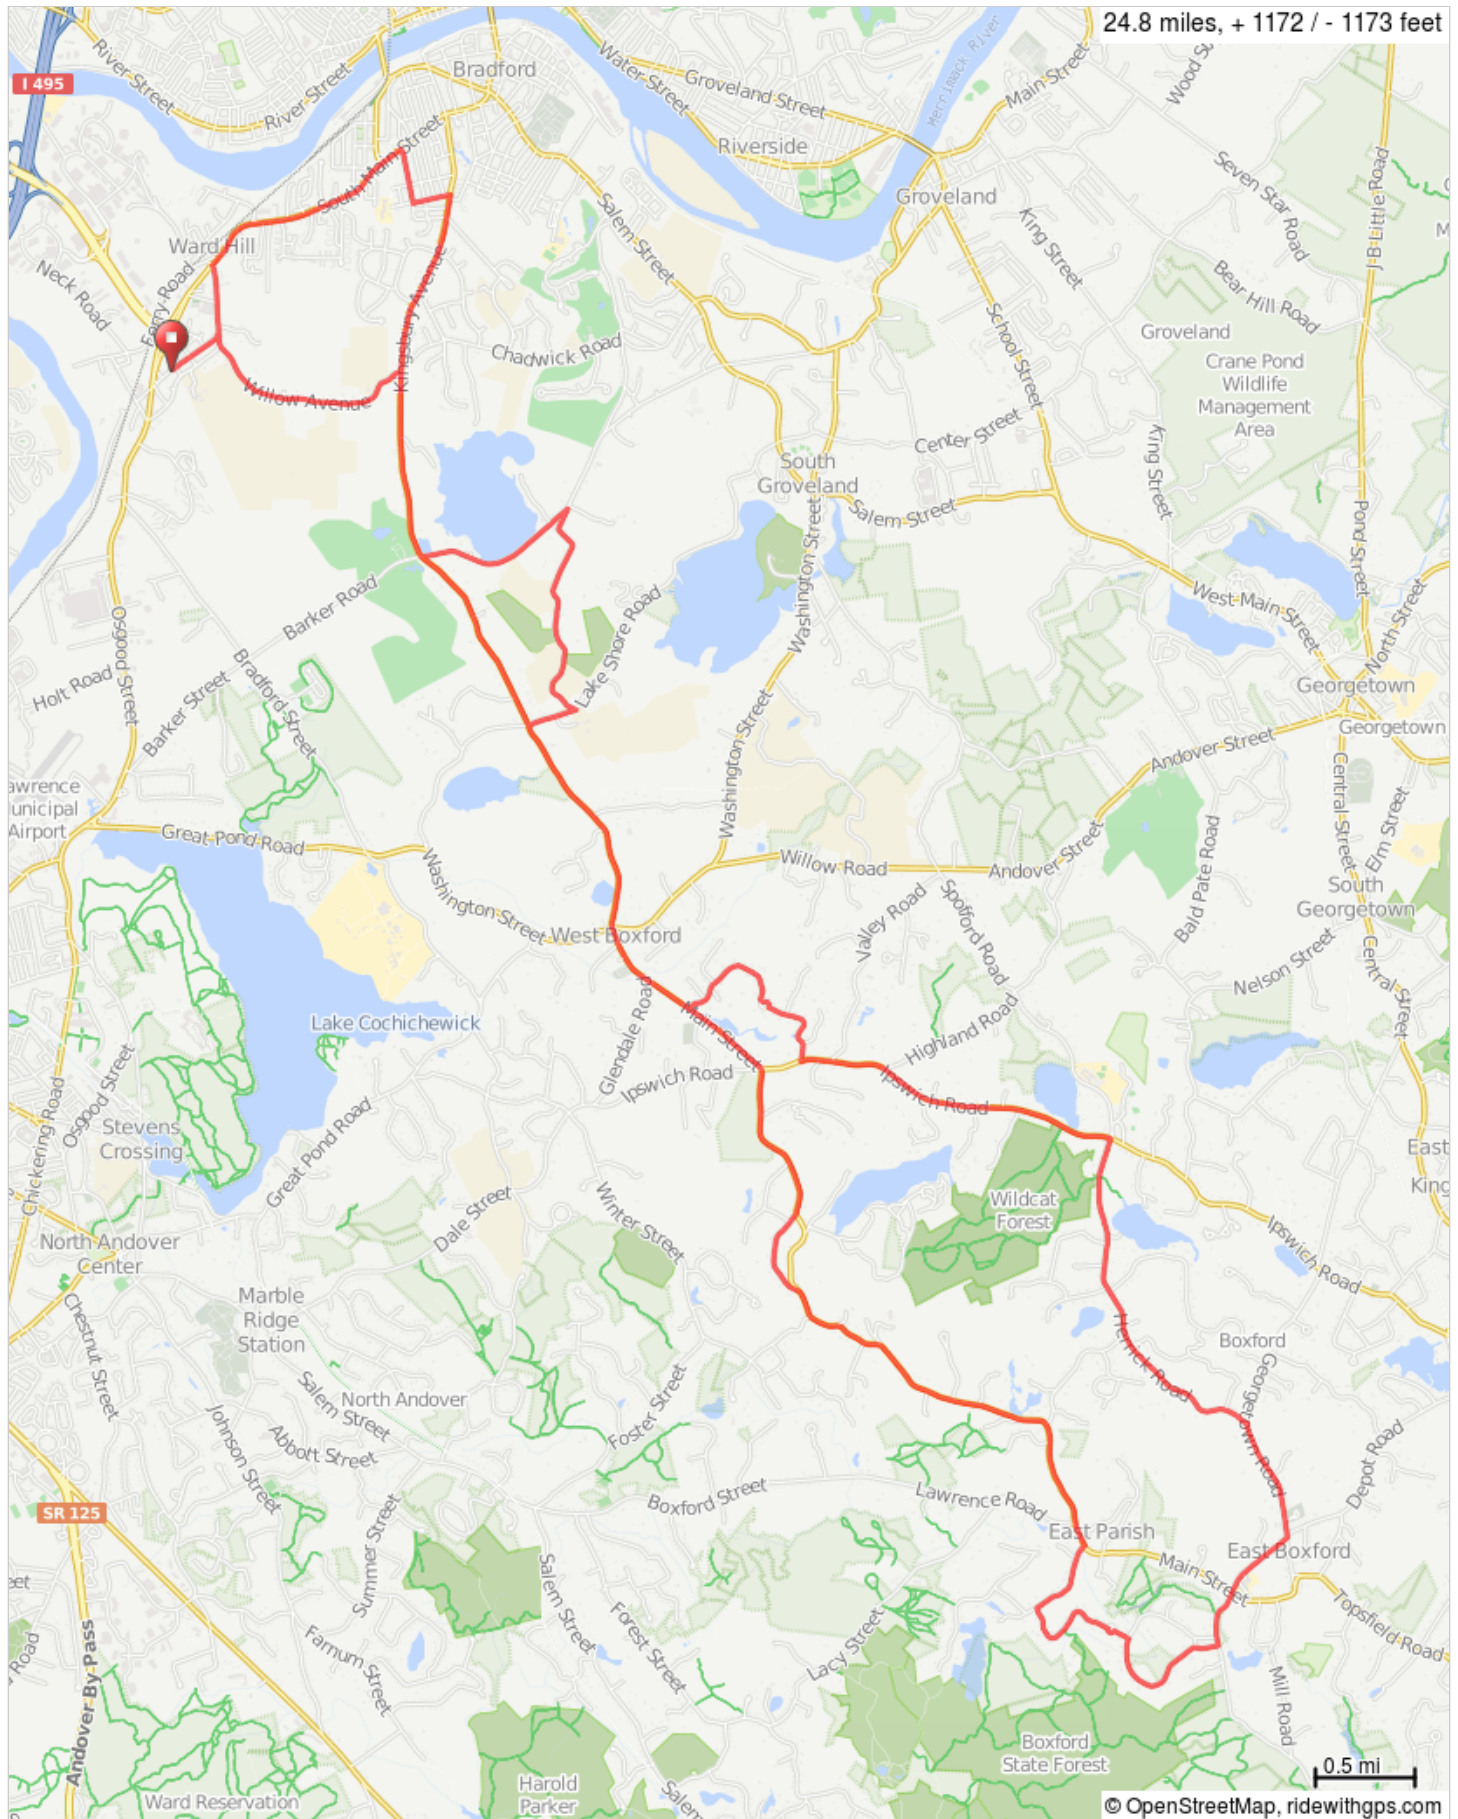 24.8 miles, + 1172 / - 1173 feet
River Street
I 495
River Street
Bradford
Water Street
Groveland Street
Merrimack River
Main Street
Riverside
South Main Street
Groveland
Seven Star Road
J B Little Road
Ward Hill
Neck Road
Ferry Road
Salem Street
King Street
Bear Hill Road
School Street
Groveland
Crane Pond
Wildlife
Management
Area
Kingsbury Avenue
Chadwick Road
Willow Avenue
Center Street
King Street
South
Groveland
Salem Street
Pond Street
Washington Street
Barker Road
Osgood Street
Lake Shore Road
West Main Street
North Street
Holt Road
Bradford Street
Barker Street
Georgetown
Georgetown
Washington Street
Andover Street
Central Street
Elm Street
Airport
Great Pond Road
Washington Street
Willow Road
Andover Street
Bald Pate Road
South
Georgetown
Valley Road
Spofford Road
West Boxford
Nelson Street
Central Street
Glendale Road
Main Street
Highland Road
Lake Cochichewick
Ipswich Road
Ipswich Road
Osgood Street
Chickering Road
Stevens
Crossing
Great Pond Road
East
King
Dale Street
Winter Street
Wildcat
Forest
Ipswich Road
North Andover
Center
Marble
Ridge
Station
Chestnut Street
Herrick Road
Boxford
Georgetown Road
North Andover
Salem Street
Abbott Street
Johnson Street
Foster Street
Depot Road
SR 125
Boxford Street
Lawrence Road
East Parish
East Boxford
Main Street
Summer Street
Salem Street
Topsfield Road
Forest Street
Lacy Street
Farnum Street
Road
Andover By Pass
Mill Road
Boxford
State Forest
0.5 mi
Harold
Parker
Ward Reservation
© OpenStreetMap, ridewithgps.com